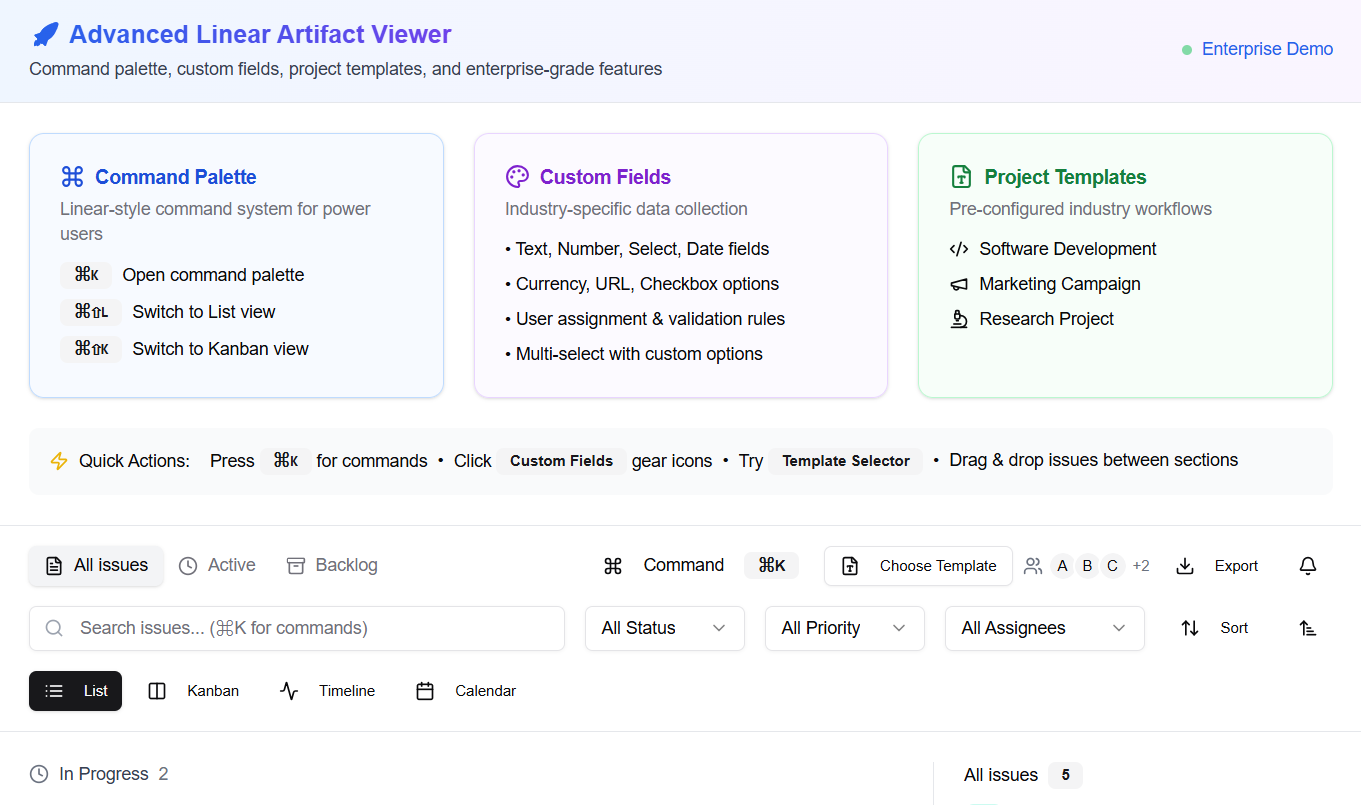 Advanced Linear Artifact Viewer
Command palette, custom fields, project templates, and enterprise-grade features
Enterprise Demo
Command Palette
Linear-style command system for power
users
⌘K Open command palette
⌘⇧L Switch to List view
⌘⇧K Switch to Kanban view
Custom Fields
Industry-specific data collection
• Text, Number, Select, Date fields
• Currency, URL, Checkbox options
• User assignment & validation rules
• Multi-select with custom options
Project Templates
Pre-configured industry workflows
Software Development
Marketing Campaign
Research Project
Quick Actions: Press ⌘K for commands • Click Custom Fields gear icons • Try Template Selector • Drag & drop issues between sections
All issues Active Backlog Command ⌘K Choose Template A B C +2 Export
Search issues... (⌘K for commands) All Status All Priority All Assignees Sort
List Kanban Timeline Calendar
In Progress 2
All issues 5